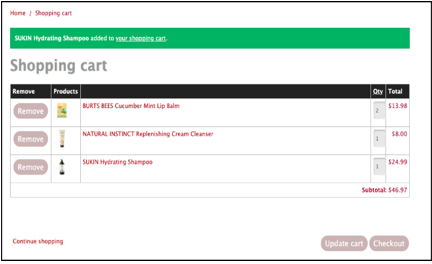 Home / Shopping cart
SUKIN Hydrating Shampoo added to your shopping cart.
Shopping cart
Remove Products Qty Total
Remove BURTS BEES Cucumber Mint Lip Balm 2 $13.98
Remove NATURAL INSTINCT Replenishing Cream Cleanser 1 $8.00
Remove SUKIN Hydrating Shampoo 1 $24.99
Subtotal: $46.97
Continue shopping Update cart Checkout